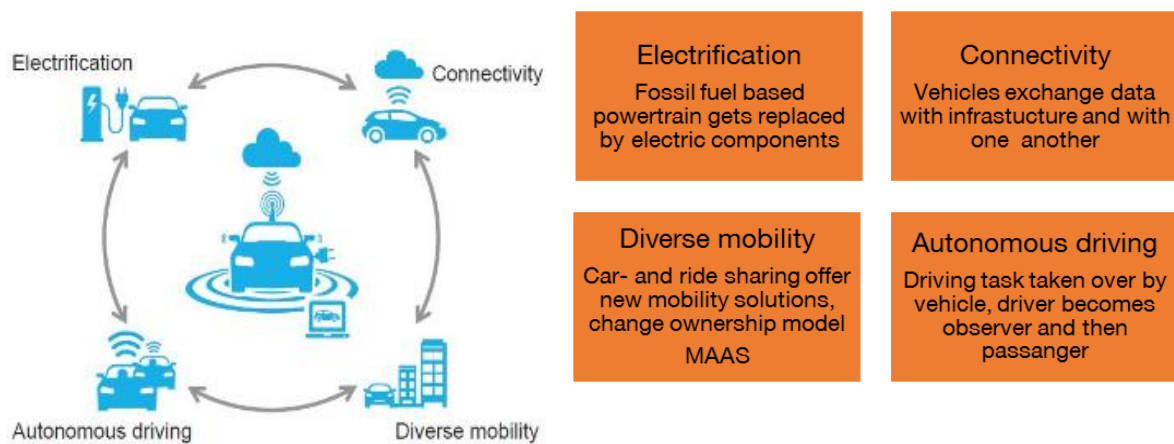 Electrification
Connectivity
Autonomous driving
Diverse mobility
Electrification
Fossil fuel based
powertrain gets replaced
by electric components
Connectivity
Vehicles exchange data
with infrastucture and with
one another
Diverse mobility
Car- and ride sharing offer
new mobility solutions,
change ownership model
MAAS
Autonomous driving
Driving task taken over by
vehicle, driver becomes
observer and then
passanger